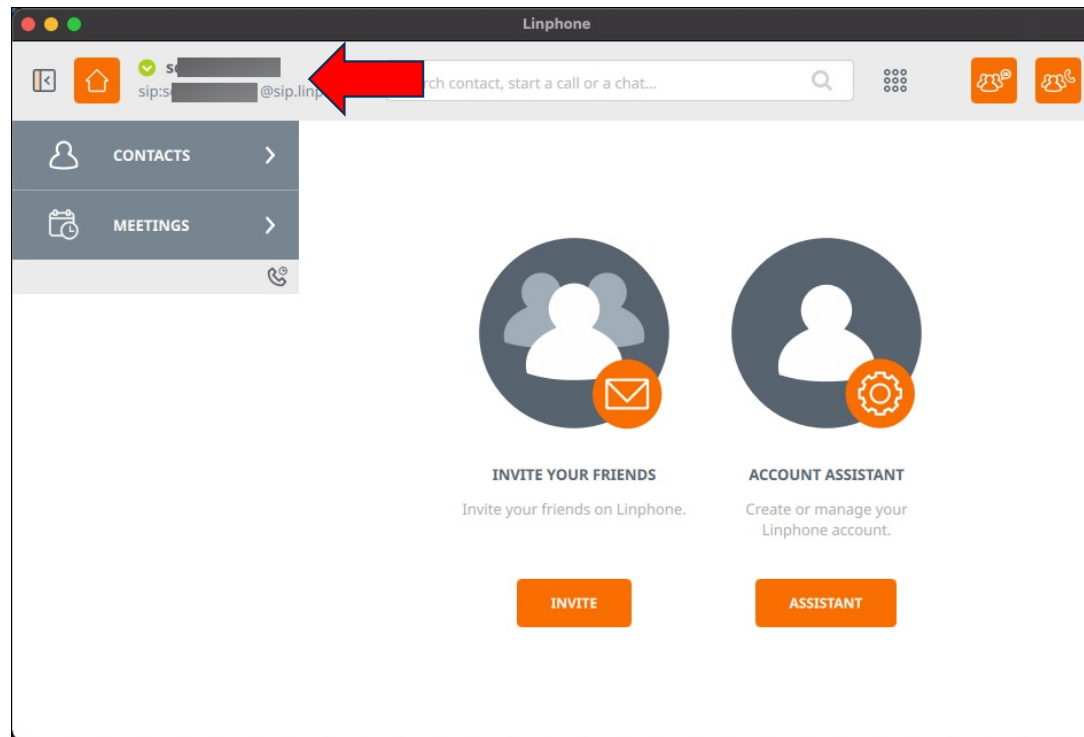 Linphone
sip:s @sip.linp
rch contact, start a call or a chat...
CONTACTS
MEETINGS
INVITE YOUR FRIENDS
ACCOUNT ASSISTANT
Invite your friends on Linphone.
Create or manage your
Linphone account.
INVITE
ASSISTANT